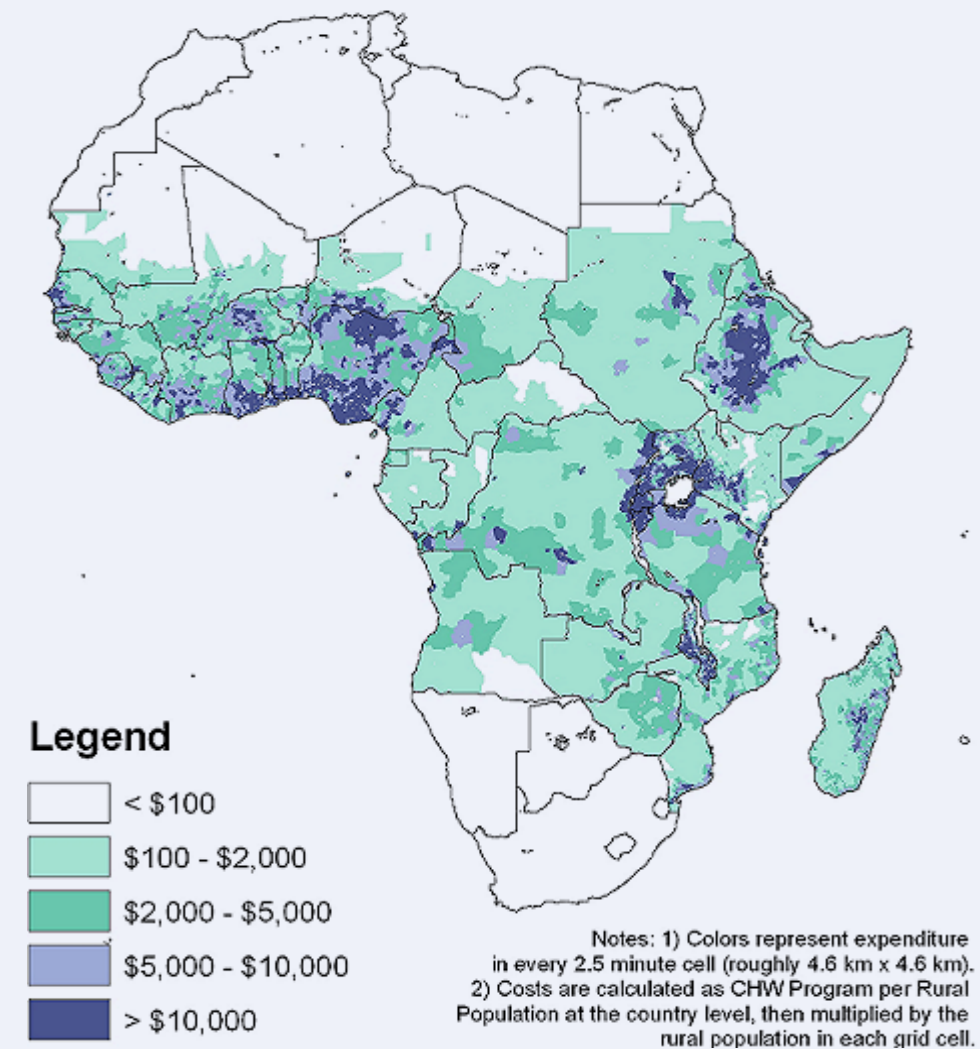 Legend
< $100
$100 - $2,000
$2,000 - $5,000
$5,000 - $10,000
> $10,000
Notes: 1) Colors represent expenditure
in every 2.5 minute cell (roughly 4.6 km x 4.6 km).
2) Costs are calculated as CHW Program per Rural
Population at the country level, then multiplied by the
rural population in each grid cell.